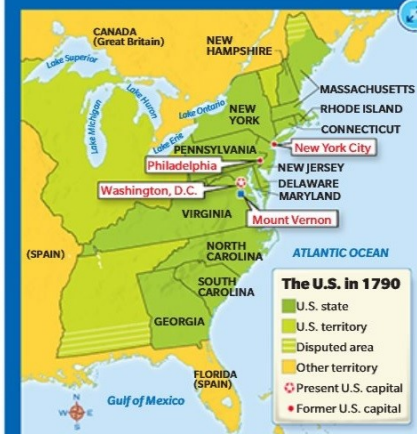 CANADA
(Great Britain)
NEW
HAMPSHIRE
Lake Superior
Lake Michigan
Lake Huron
Lake Ontario
Lake Erie
MASSACHUSETTS
RHODE ISLAND
CONNECTICUT
NEW
YORK
PENNSYLVANIA
New York City
Philadelphia
NEW JERSEY
Washington, D.C.
DELAWARE
MARYLAND
VIRGINIA
Mount Vernon
(SPAIN)
NORTH
CAROLINA
ATLANTIC OCEAN
SOUTH
CAROLINA
GEORGIA
FLORIDA
(SPAIN)
Gulf of Mexico
N
W
E
S
The U.S. in 1790
U.S. state
U.S. territory
Disputed area
Other territory
Present U.S. capital
Former U.S. capital